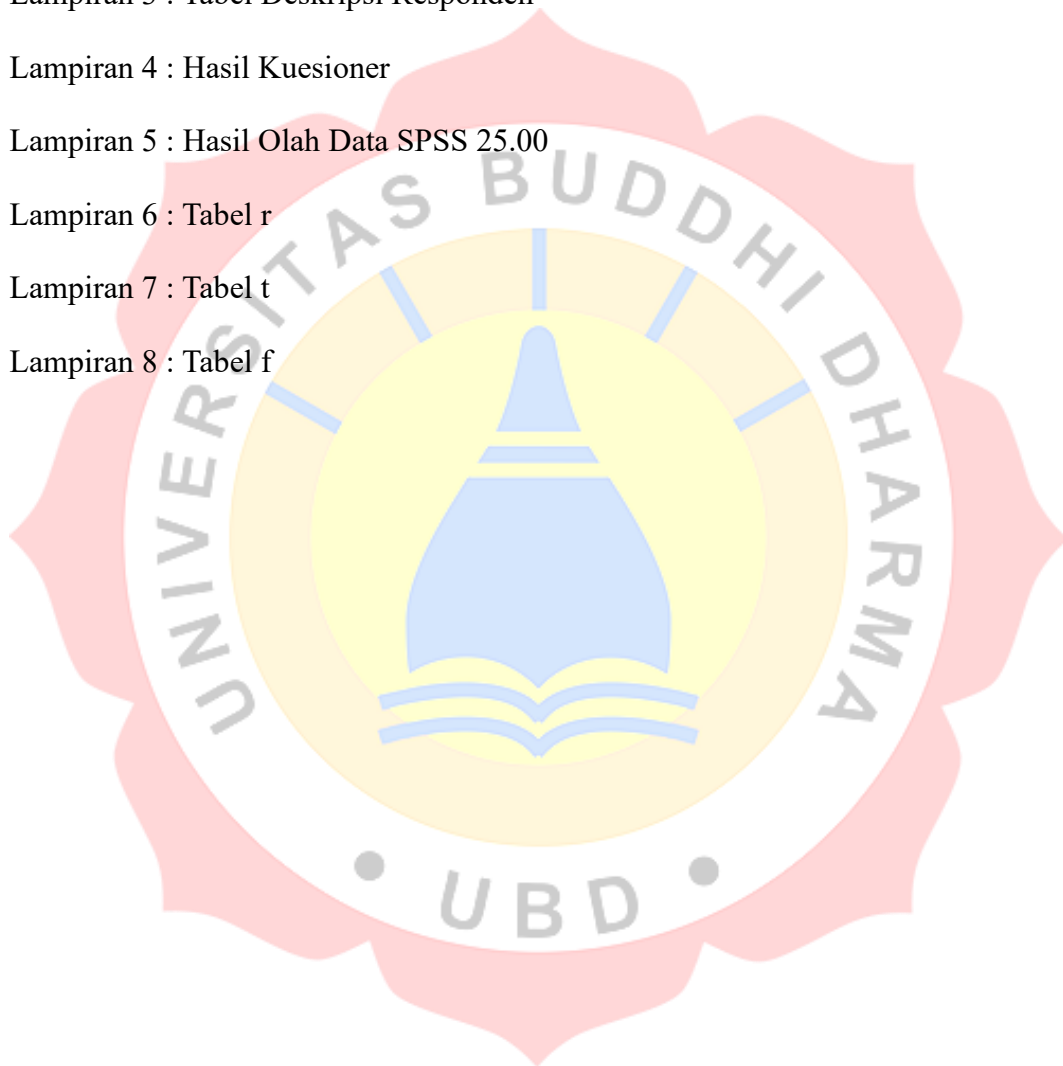 Lampiran 3 : Tabel Deskripsi Responden
Lampiran 4 : Hasil Kuesioner
Lampiran 5 : Hasil Olah Data SPSS 25.00
Lampiran 6 : Tabel r
Lampiran 7 : Tabel t
Lampiran 8 : Tabel f
UNIVERSITAS BUDDHI DHARMA
• UBD •